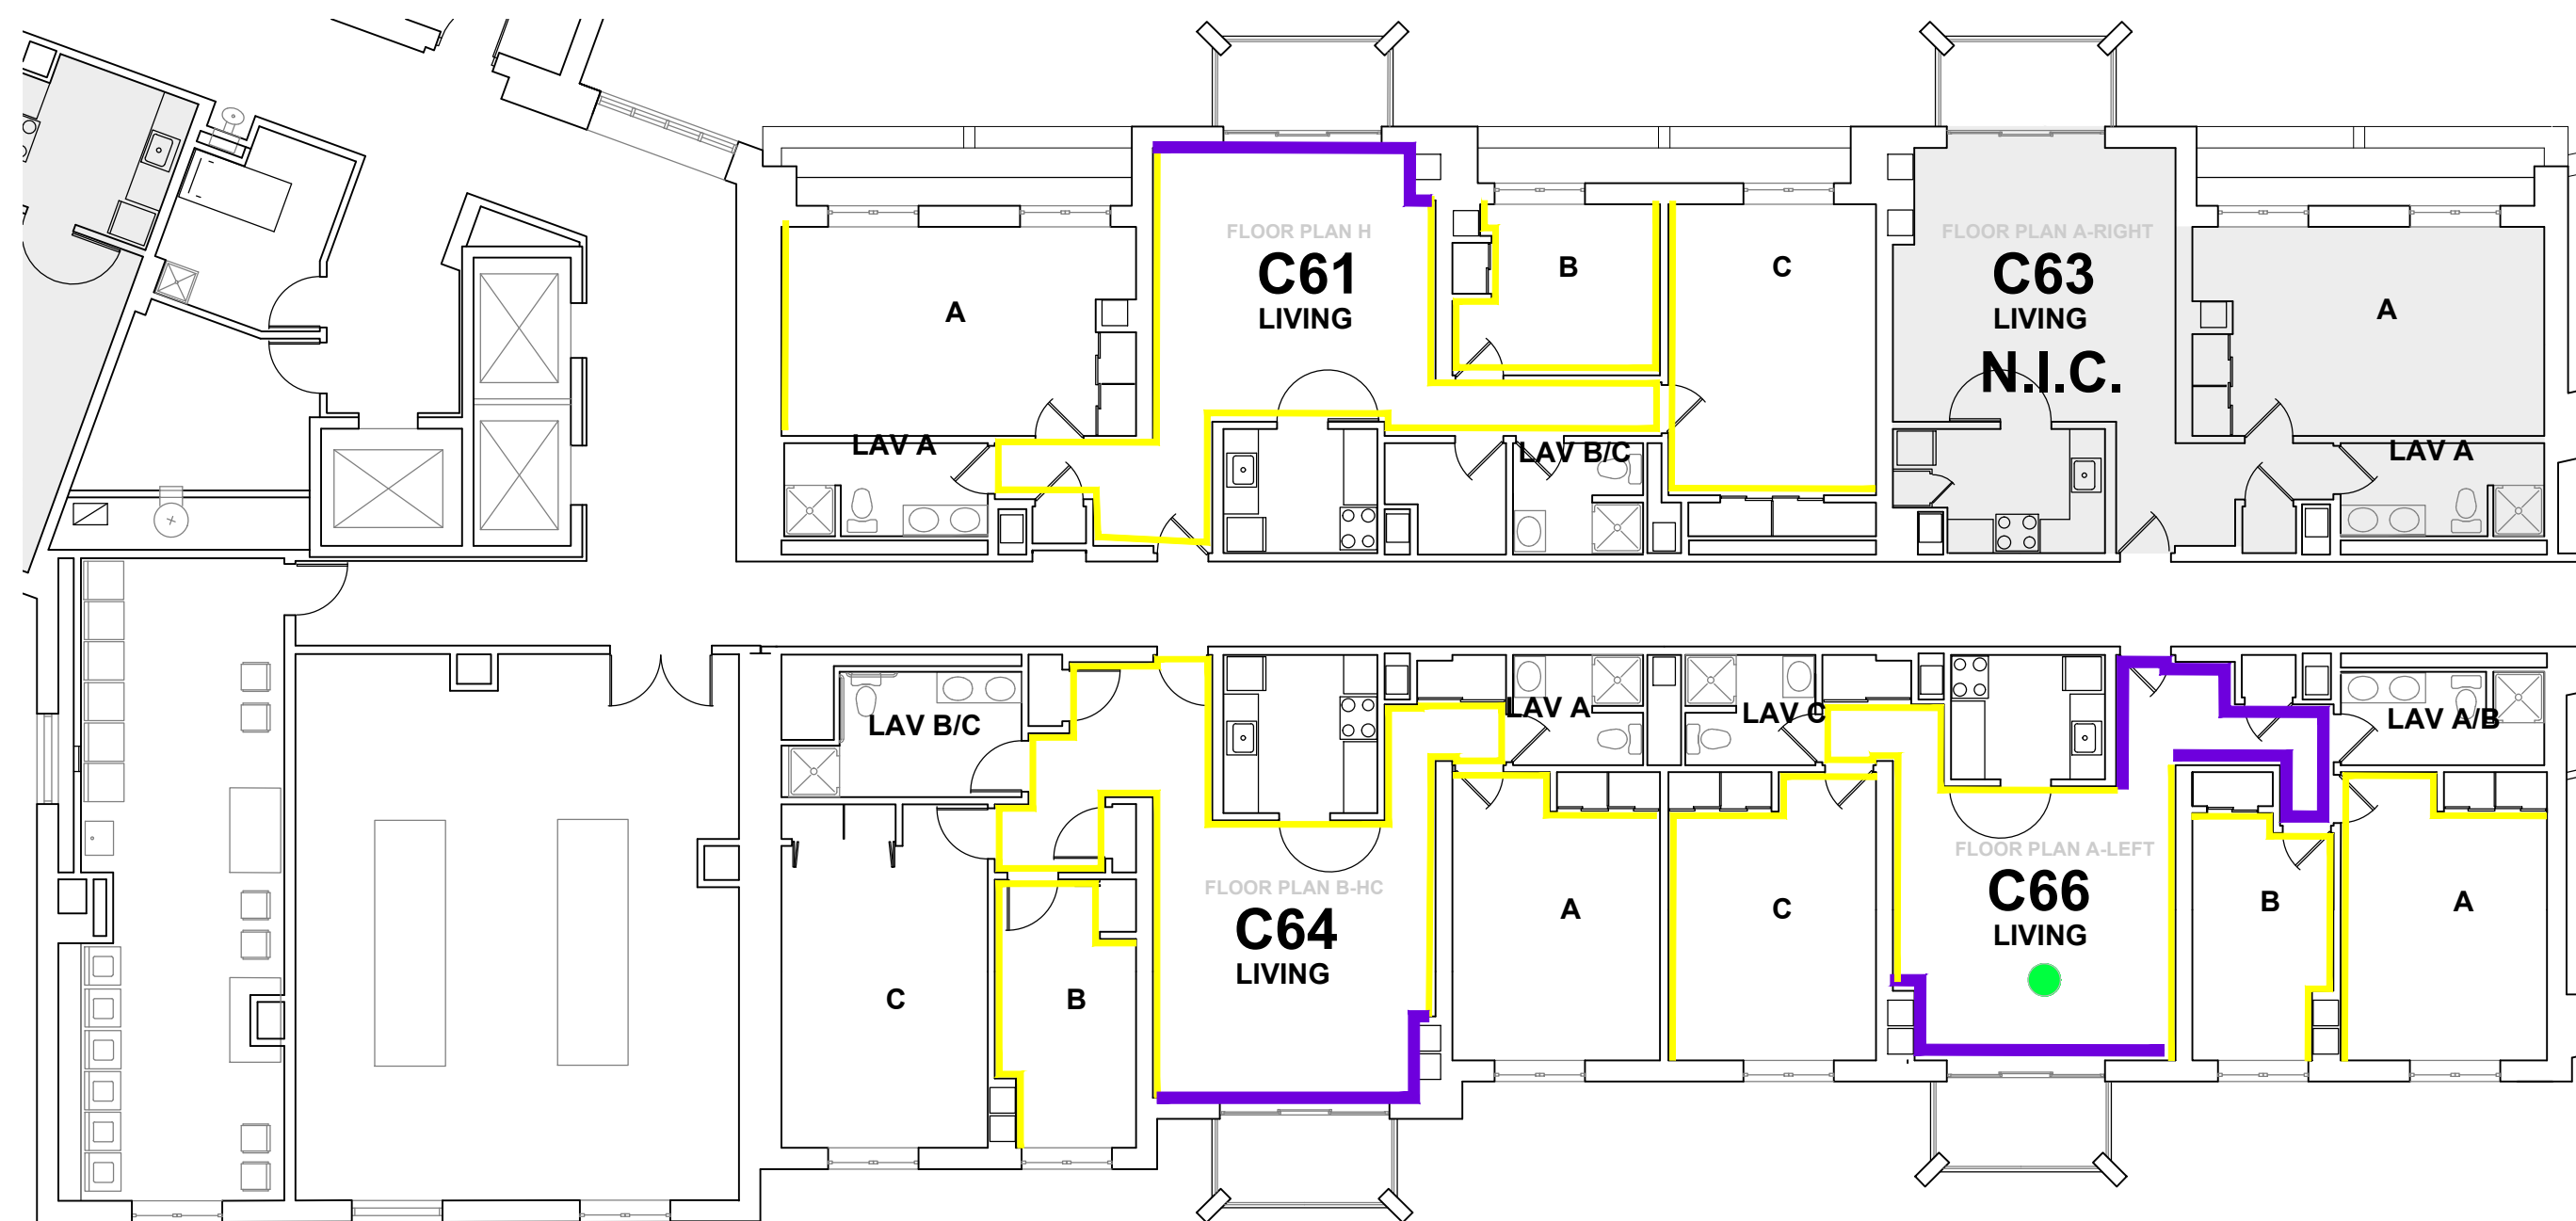 FLOOR PLAN H
C61
LIVING
A
B
C
LAV A
LAV B/C
FLOOR PLAN A-RIGHT
C63
LIVING
N.I.C.
A
LAV A
LAV B/C
C
B
FLOOR PLAN B-HC
C64
LIVING
LAV A
A
LAV C
C
FLOOR PLAN A-LEFT
C66
LIVING
LAV A/B
B
A